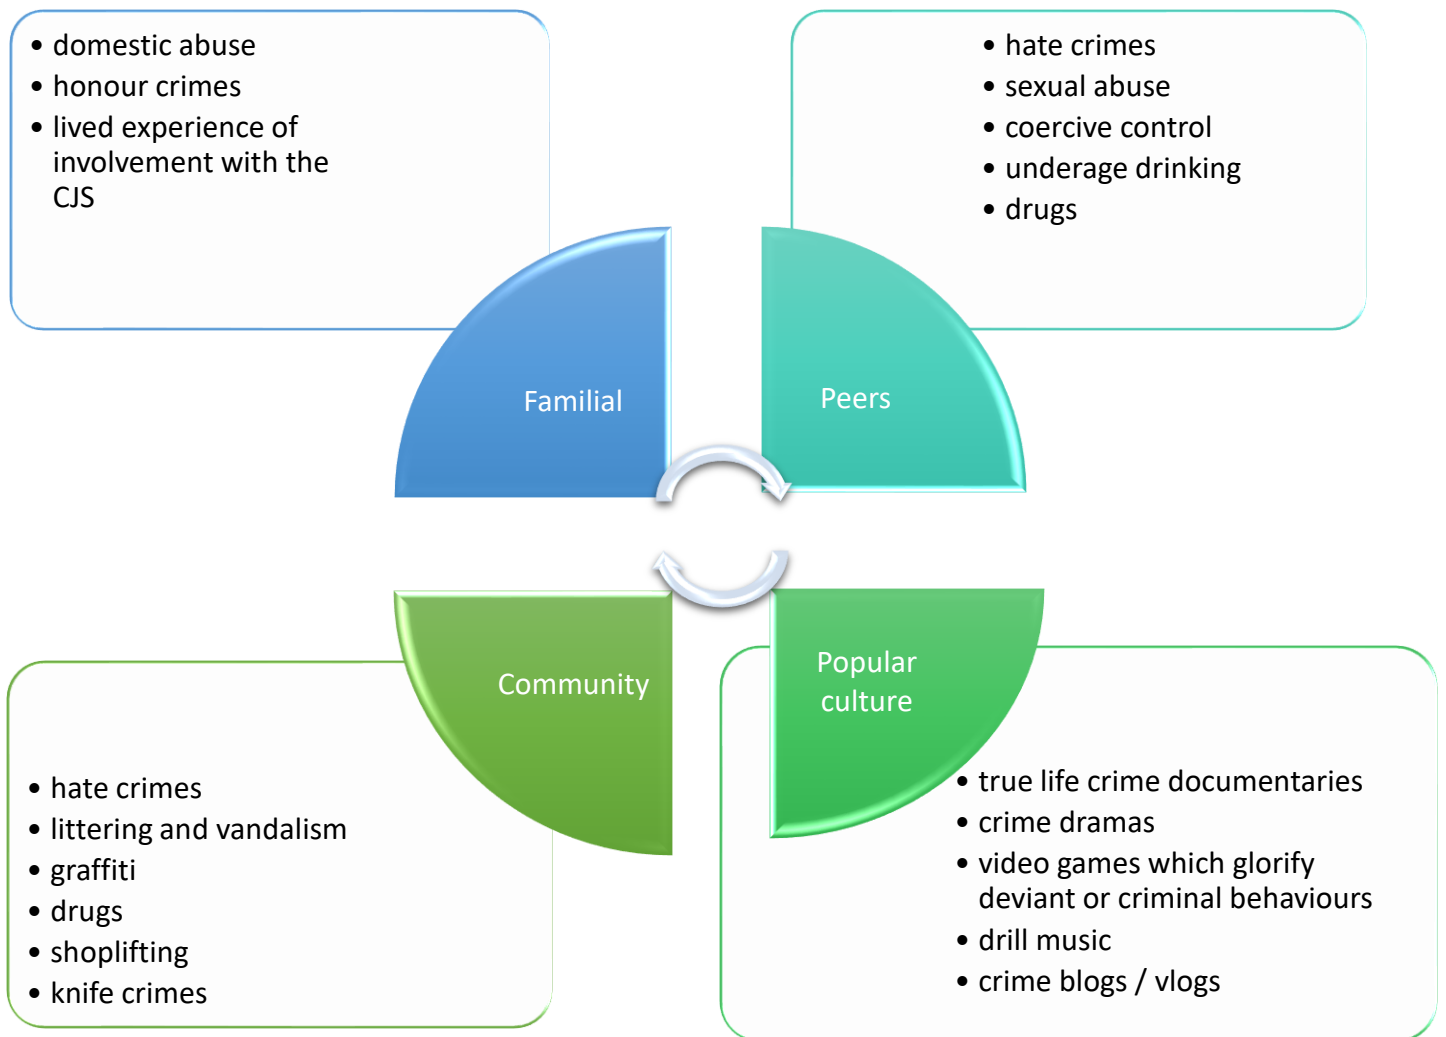 • domestic abuse
• honour crimes
• lived experience of
involvement with the
CJS
• hate crimes
• sexual abuse
• coercive control
• underage drinking
• drugs
Familial
Peers
Community
Popular
culture
• hate crimes
• littering and vandalism
• graffiti
• drugs
• shoplifting
• knife crimes
• true life crime documentaries
• crime dramas
• video games which glorify
deviant or criminal behaviours
• drill music
• crime blogs / vlogs